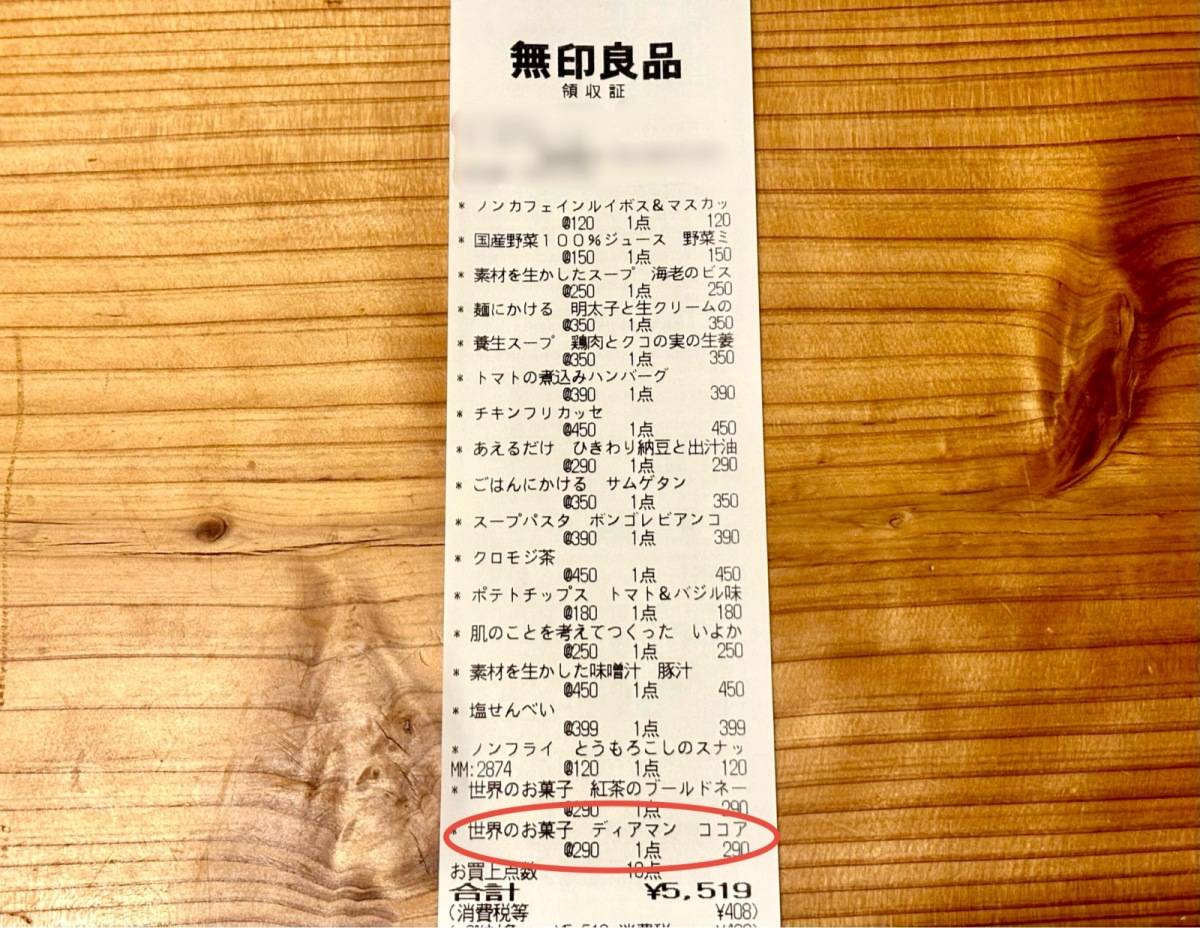 無印良品
領収証
* ノンカフェインルイボス&マスカッ
@120 1点 120
* 国産野菜100%ジュース 野菜ミ
@150 1点 150
* 素材を生かしたスープ 海老のビス
@250 1点 250
* 麺にかける 明太子と生クリームの
@350 1点 350
* 養生スープ 鶏肉とクコの実の生姜
@350 1点 350
* トマトの煮込みハンバーグ
@390 1点 390
* チキンフリカッセ
@450 1点 450
* あえるだけ ひきわり納豆と出汁油
@290 1点 290
* ごはんにかける サムゲタン
@350 1点 350
* スープパスタ ボンゴレビアンコ
@390 1点 390
* クロモジ茶
@450 1点 450
* ポテトチップス トマト&バジル味
@180 1点 180
* 肌のことを考えてつくった いよか
@250 1点 250
* 素材を生かした味噌汁 豚汁
@450 1点 450
* 塩せんべい
@399 1点 399
* ノンフライ とうもろこしのスナッ
MM:2874 @120 1点 120
* 世界のお菓子 紅茶のブールドネー
@290 1点 290
* 世界のお菓子 ディアマン ココア
@290 1点 290
お買上点数 18点
合計 ¥5,519
(消費税等 ¥408)